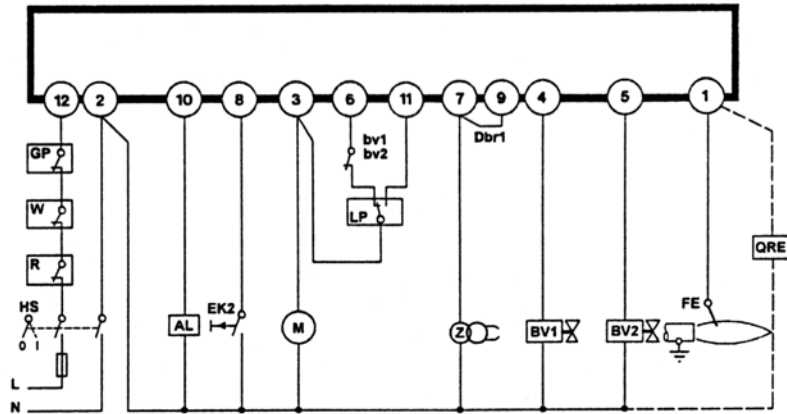 12 2 10 8 3 6 11 7 9 4 5 1
bv1
bv2
Dbr1
GP
W
LP
R
QRE
HS
EK2
FE
AL
M
Z
BV1
BV2
0 I
L
N